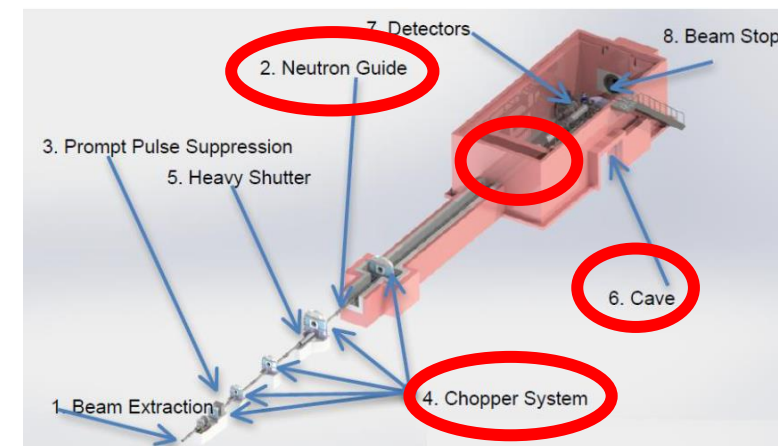 7. Detectors
8. Beam Stop
2. Neutron Guide
3. Prompt Pulse Suppression
5. Heavy Shutter
6. Cave
1. Beam Extraction
4. Chopper System